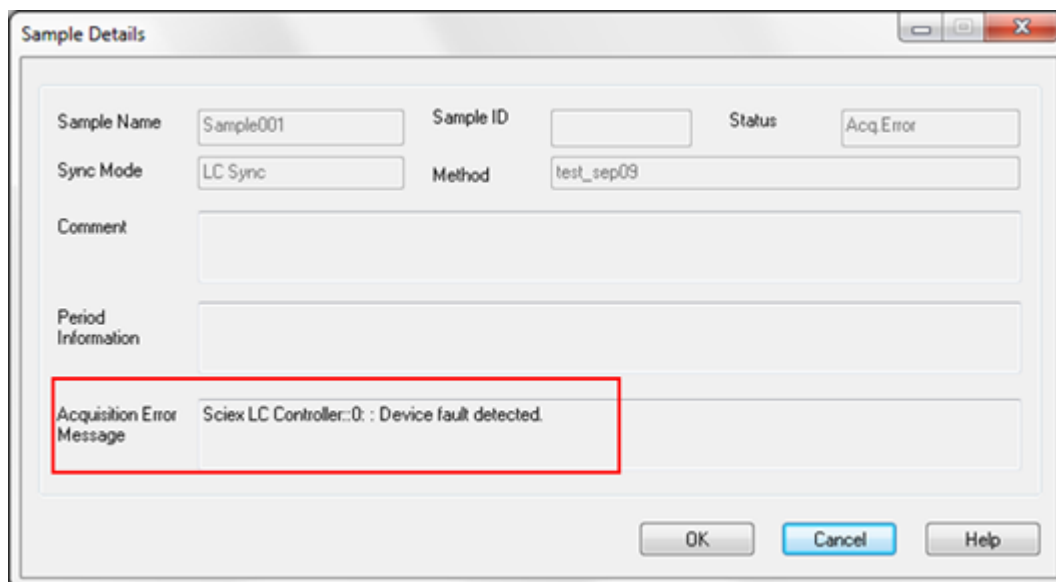 Sample Details
Sample Name Sample001 Sample ID Status Acq.Error
Sync Mode LC Sync Method test_sep09
Comment
Period
Information
Acquisition Error Sciex LC Controller::0: : Device fault detected.
Message
OK Cancel Help